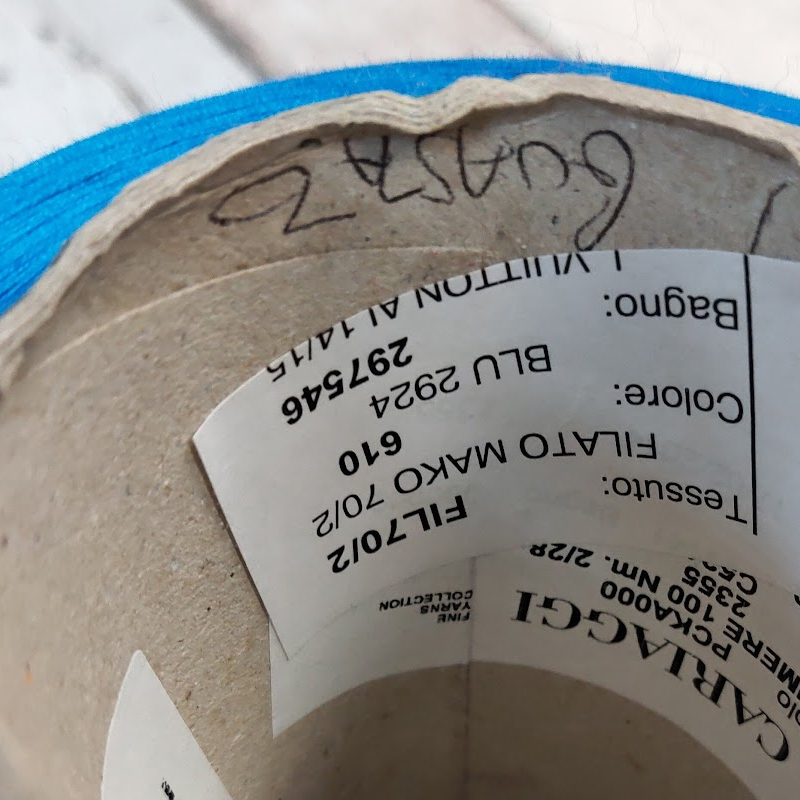 FINE
YARNS
COLLECTION
CARIAGGI
PCKA000
2355
100 Nm. 2/28
FIL70/2
Tessuto: FILATO MAKO 70/2
610
Colore: BLU 2924
297546
Bagno: L.VUITTON AI 14/15
GUASTATO